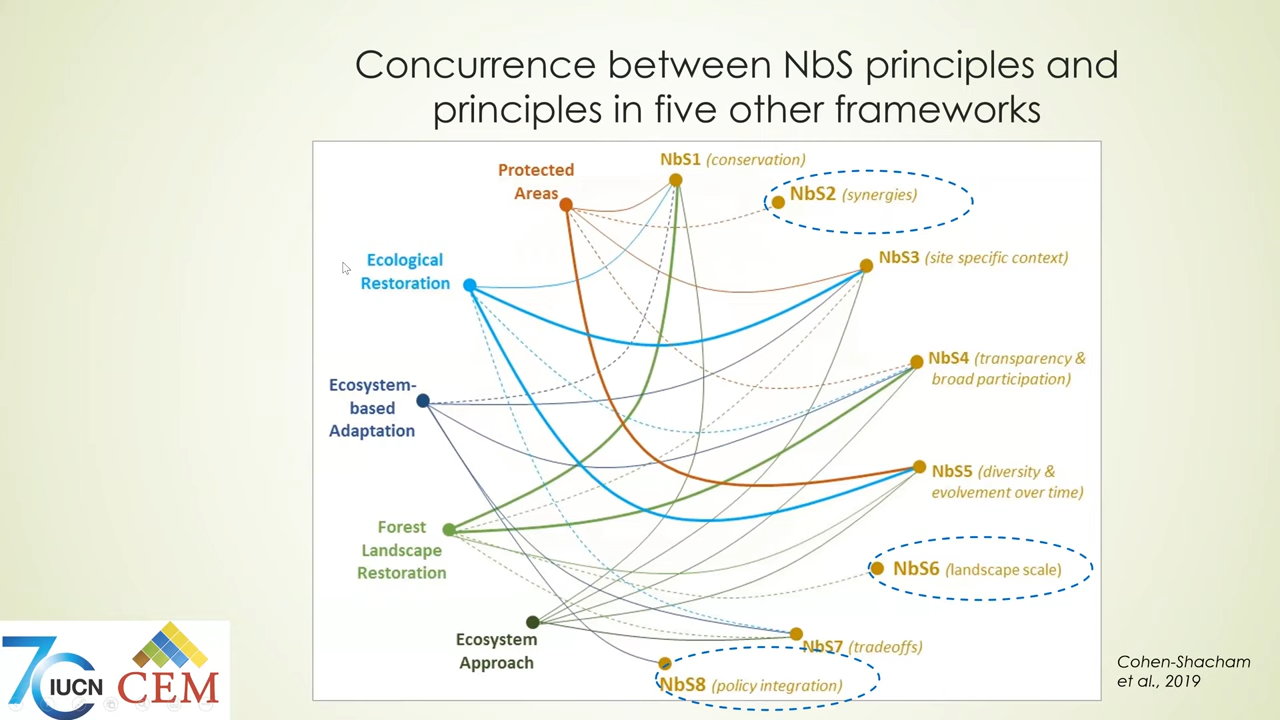 Concurrence between NbS principles and
principles in five other frameworks
Protected
Areas
NbS1 (conservation)
NbS2 (synergies)
Ecological
Restoration
NbS3 (site specific context)
Ecosystem-
based
Adaptation
NbS4 (transparency &
broad participation)
NbS5 (diversity &
evolvement over time)
Forest
Landscape
Restoration
NbS6 (landscape scale)
Ecosystem
Approach
NbS7 (tradeoffs)
NbS8 (policy integration)
Cohen-Shacham
et al., 2019
70 IUCN CEM